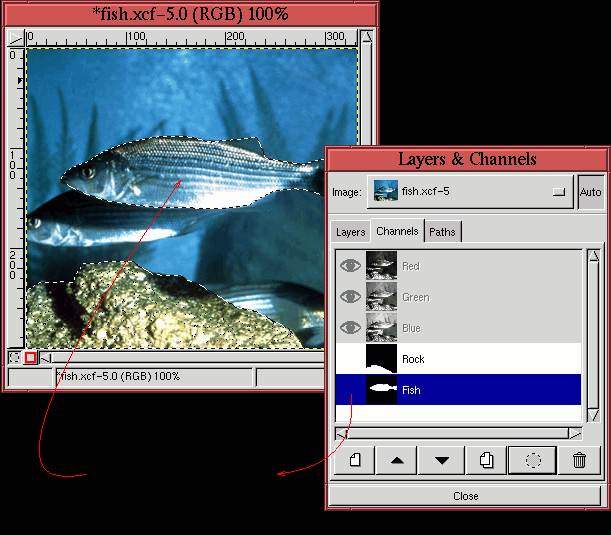 *fish.xcf-5.0 (RGB) 100%
0 100 200 300
0
100
200
*fish.xcf-5.0 (RGB) 100%
Layers & Channels
Image: fish.xcf-5 Auto
Layers Channels Paths
Red
Green
Blue
Rock
Fish
Close